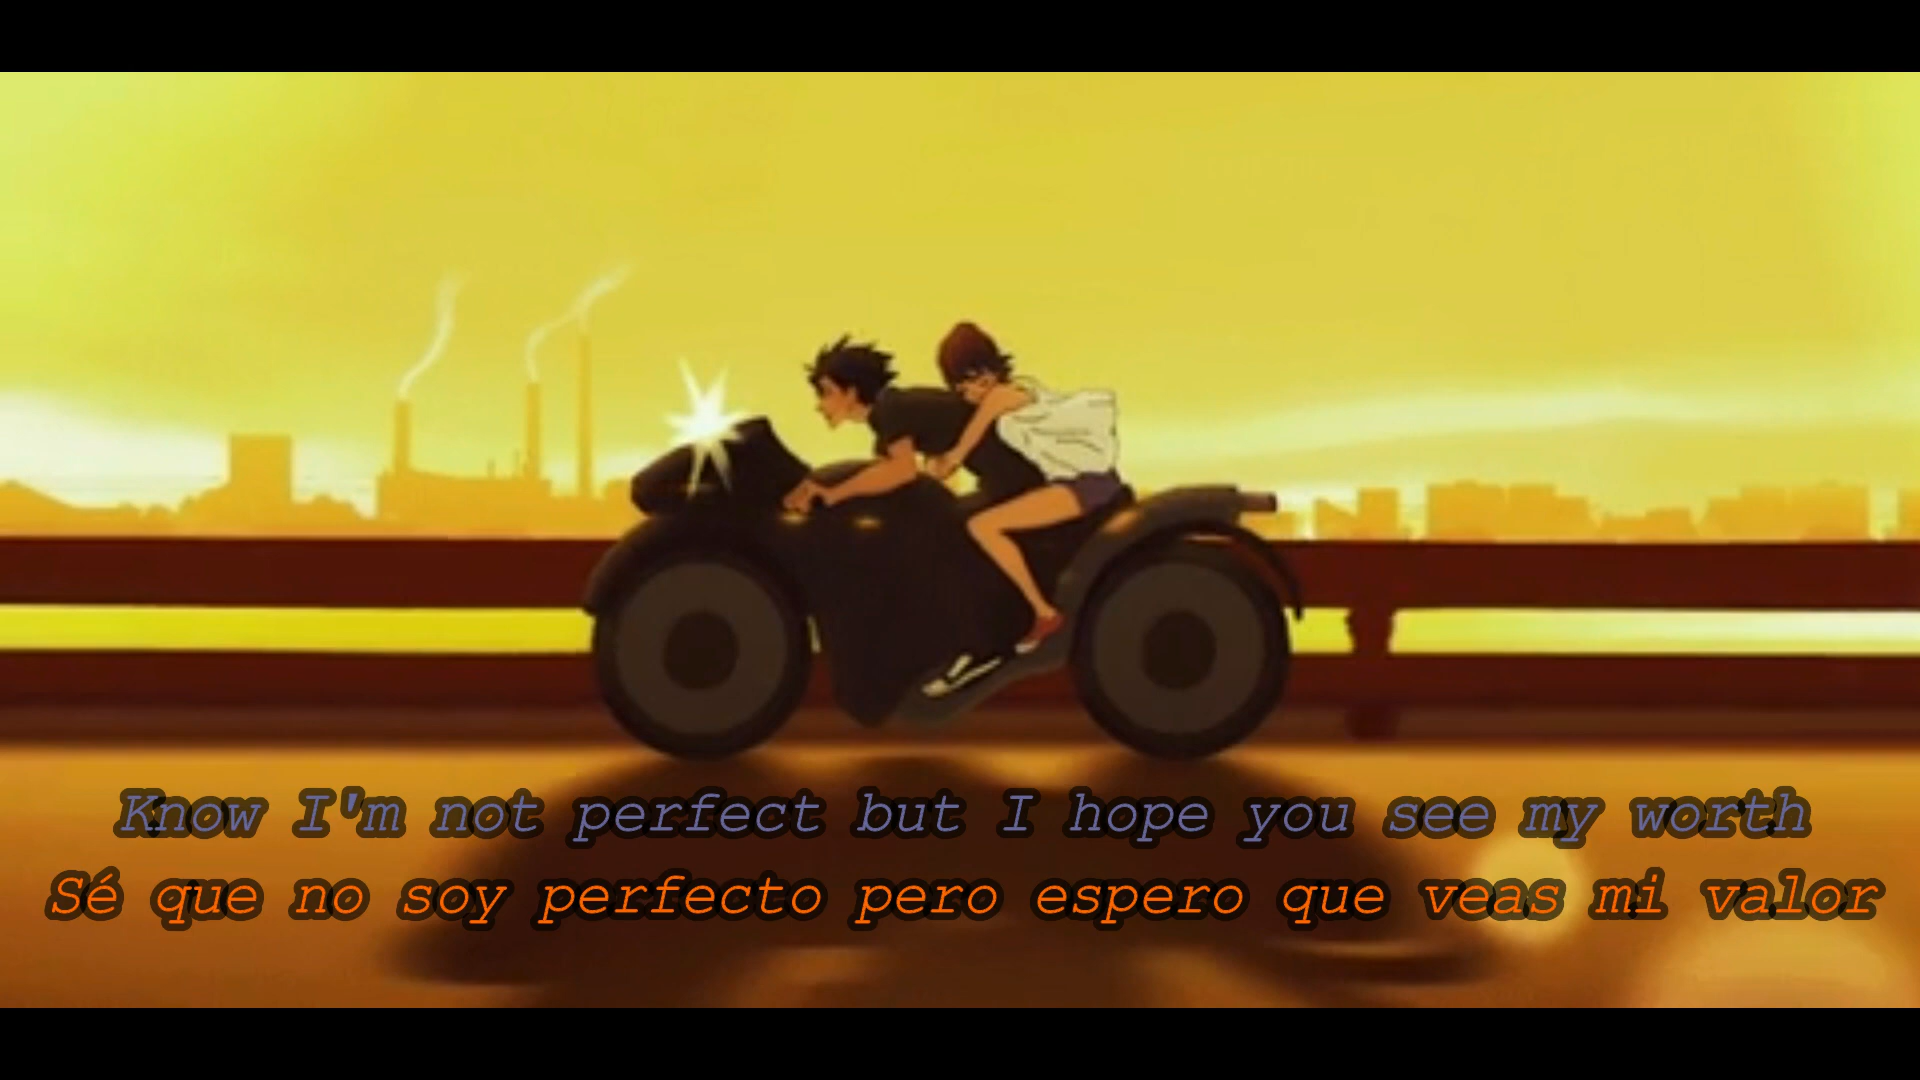 Know I'm not perfect but I hope you see my worth
Sé que no soy perfecto pero espero que veas mi valor